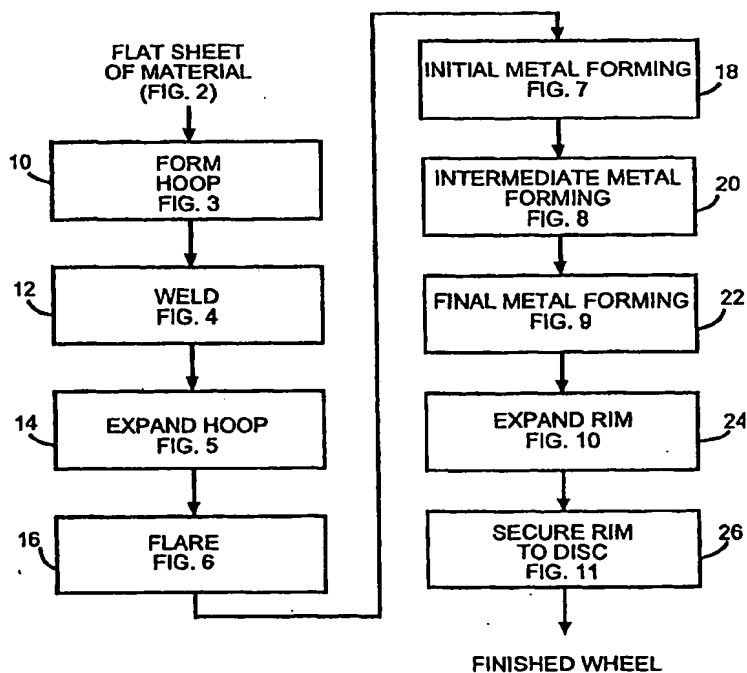 FLAT SHEET
OF MATERIAL
(FIG. 2)
10
FORM
HOOP
FIG. 3
12
WELD
FIG. 4
14
EXPAND HOOP
FIG. 5
16
FLARE
FIG. 6
INITIAL METAL FORMING
FIG. 7
18
INTERMEDIATE METAL
FORMING
FIG. 8
20
FINAL METAL FORMING
FIG. 9
22
EXPAND RIM
FIG. 10
24
SECURE RIM
TO DISC
FIG. 11
26
FINISHED WHEEL